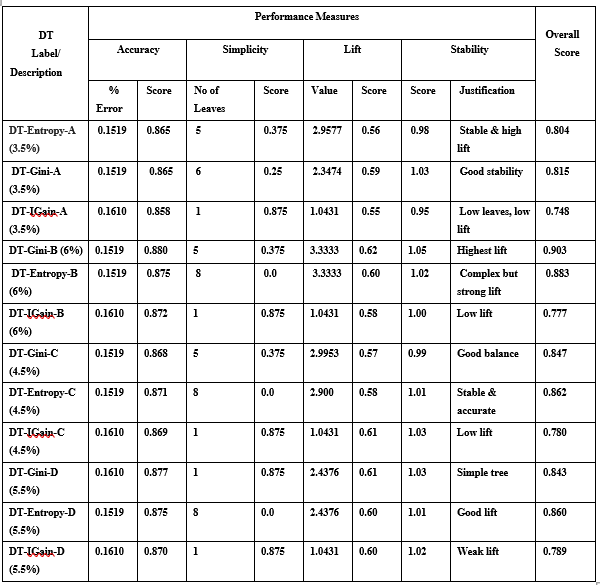 Performance Measures
DT Label/ Description
Overall Score
Accuracy Simplicity Lift Stability
% Error Score No of Leaves Score Value Score Score Justification
DT-Entropy-A (3.5%) 0.1519 0.865 5 0.375 2.9577 0.56 0.98 Stable & high lift 0.804
DT-Gini-A (3.5%) 0.1519 0.865 6 0.25 2.3474 0.59 1.03 Good stability 0.815
DT-IGain-A (3.5%) 0.1610 0.858 1 0.875 1.0431 0.55 0.95 Low leaves, low lift 0.748
DT-Gini-B (6%) 0.1519 0.880 5 0.375 3.3333 0.62 1.05 Highest lift 0.903
DT-Entropy-B (6%) 0.1519 0.875 8 0.0 3.3333 0.60 1.02 Complex but strong lift 0.883
DT-IGain-B (6%) 0.1610 0.872 1 0.875 1.0431 0.58 1.00 Low lift 0.777
DT-Gini-C (4.5%) 0.1519 0.868 5 0.375 2.9953 0.57 0.99 Good balance 0.847
DT-Entropy-C (4.5%) 0.1519 0.871 8 0.0 2.900 0.58 1.01 Stable & accurate 0.862
DT-IGain-C (4.5%) 0.1610 0.869 1 0.875 1.0431 0.61 1.03 Low lift 0.780
DT-Gini-D (5.5%) 0.1610 0.877 1 0.875 2.4376 0.61 1.03 Simple tree 0.843
DT-Entropy-D (5.5%) 0.1519 0.875 8 0.0 2.4376 0.60 1.01 Good lift 0.860
DT-IGain-D (5.5%) 0.1610 0.870 1 0.875 1.0431 0.60 1.02 Weak lift 0.789